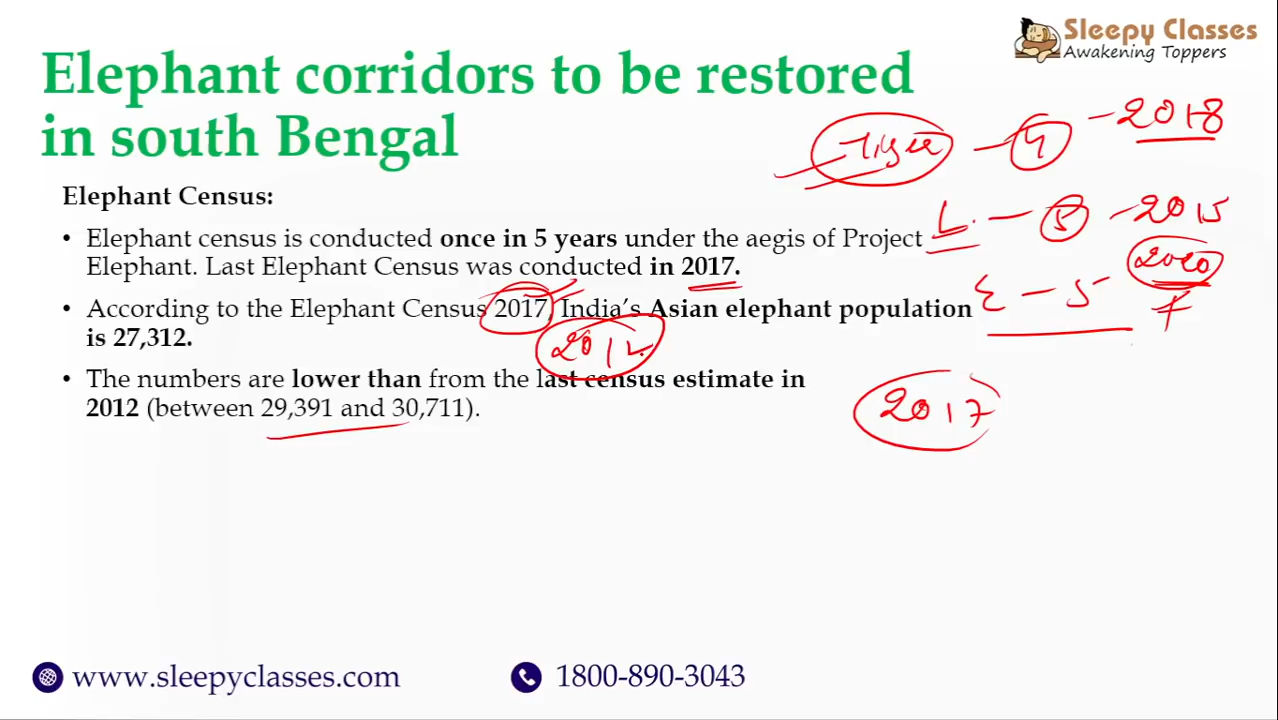 Sleepy Classes
Awakening Toppers
Elephant corridors to be restored
in south Bengal
Tiger - 4 - 2018
L. - 5 - 2015
2020
E - 5 -
Elephant Census:
• Elephant census is conducted once in 5 years under the aegis of Project
Elephant. Last Elephant Census was conducted in 2017.
• According to the Elephant Census 2017, India's Asian elephant population
is 27,312.
2012
• The numbers are lower than from the last census estimate in
2012 (between 29,391 and 30,711).
2017
www.sleepyclasses.com
1800-890-3043